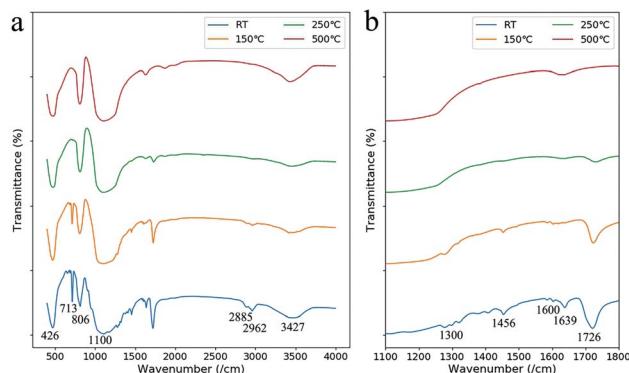 a
RT
150℃
250℃
500℃
Transmittance (%)
426
713
806
1100
2885
2962
3427
500 1000 1500 2000 2500 3000 3500 4000
Wavenumber (/cm)
b
RT
150℃
250℃
500℃
Transmittance (%)
1300
1456
1600
1639
1726
1100 1200 1300 1400 1500 1600 1700 1800
Wavenumber (/cm)